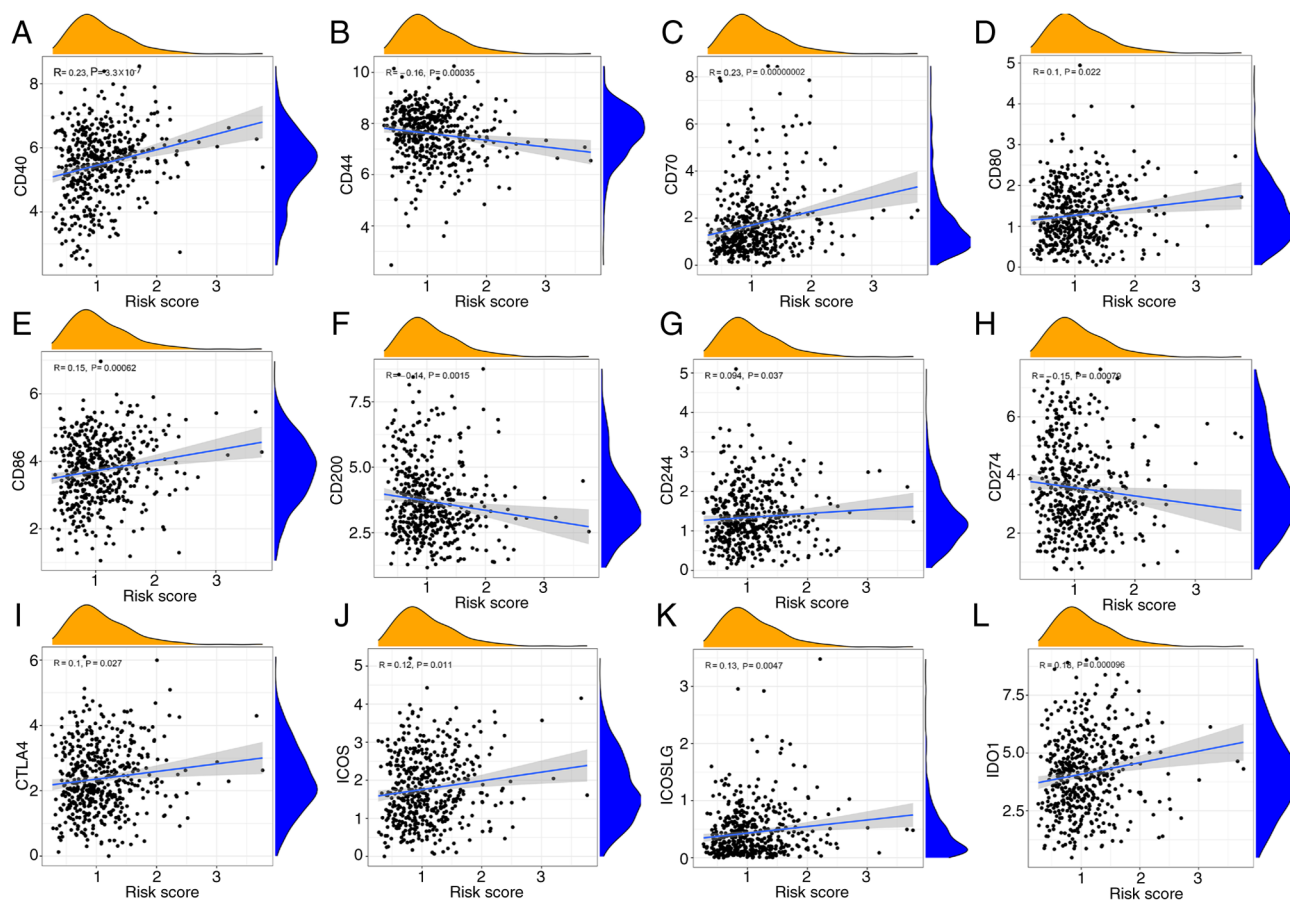 A
R = 0.23, P = 3.3×10⁻⁷
CD40
8
6
4
1 2 3
Risk score
B
R = −0.16, P = 0.00035
CD44
10
8
6
4
1 2 3
Risk score
C
R = 0.23, P = 0.00000002
CD70
8
6
4
2
0
1 2 3
Risk score
D
R = 0.1, P = 0.022
CD80
5
4
3
2
1
0
1 2 3
Risk score
E
R = 0.15, P = 0.00062
CD86
6
4
2
1 2 3
Risk score
F
R = −0.14, P = 0.0015
CD200
7.5
5.0
2.5
1 2 3
Risk score
G
R = 0.094, P = 0.037
CD244
5
4
3
2
1
0
1 2 3
Risk score
H
R = −0.15, P = 0.00079
CD274
6
4
2
1 2 3
Risk score
I
R = 0.1, P = 0.027
CTLA4
6
4
2
0
1 2 3
Risk score
J
R = 0.12, P = 0.011
ICOS
5
4
3
2
1
0
1 2 3
Risk score
K
R = 0.13, P = 0.0047
ICOSLG
3
2
1
0
1 2 3
Risk score
L
R = 0.18, P = 0.000096
IDO1
7.5
5.0
2.5
1 2 3
Risk score